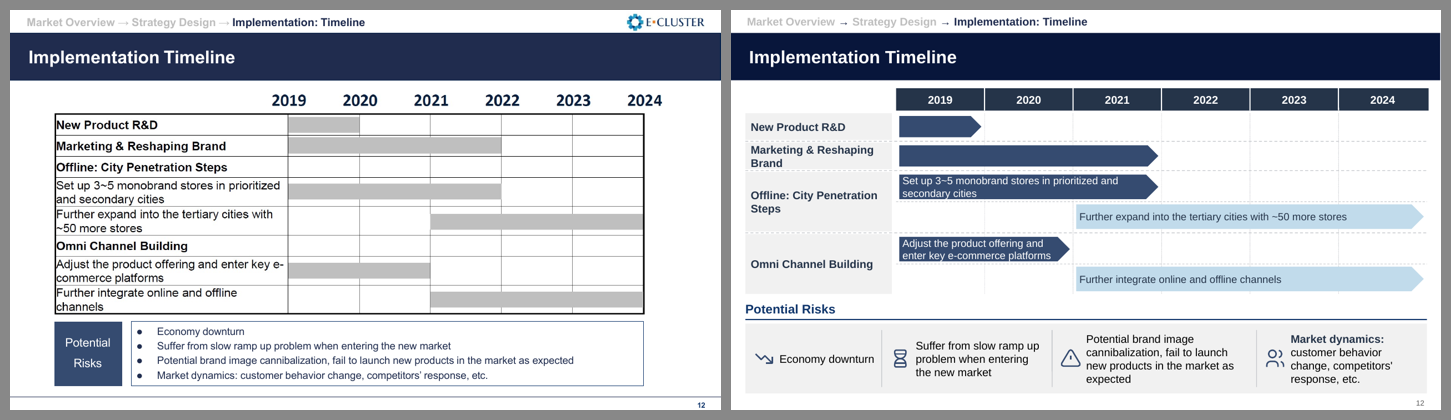 Market Overview → Strategy Design → Implementation: Timeline
E•CLUSTER
Implementation Timeline
2019 2020 2021 2022 2023 2024
New Product R&D
Marketing & Reshaping Brand
Offline: City Penetration Steps
Set up 3~5 monobrand stores in prioritized
and secondary cities
Further expand into the tertiary cities with
~50 more stores
Omni Channel Building
Adjust the product offering and enter key e-
commerce platforms
Further integrate online and offline
channels
Potential
Risks
● Economy downturn
● Suffer from slow ramp up problem when entering the new market
● Potential brand image cannibalization, fail to launch new products in the market as expected
● Market dynamics: customer behavior change, competitors' response, etc.
12
Market Overview → Strategy Design → Implementation: Timeline
Implementation Timeline
2019 2020 2021 2022 2023 2024
New Product R&D
Marketing & Reshaping
Brand
Offline: City Penetration
Steps
Set up 3~5 monobrand stores in prioritized and
secondary cities
Further expand into the tertiary cities with ~50 more stores
Omni Channel Building
Adjust the product offering and
enter key e-commerce platforms
Further integrate online and offline channels
Potential Risks
Economy downturn
Suffer from slow ramp up
problem when entering
the new market
Potential brand image
cannibalization, fail to launch
new products in the market as
expected
Market dynamics:
customer behavior
change, competitors'
response, etc.
12